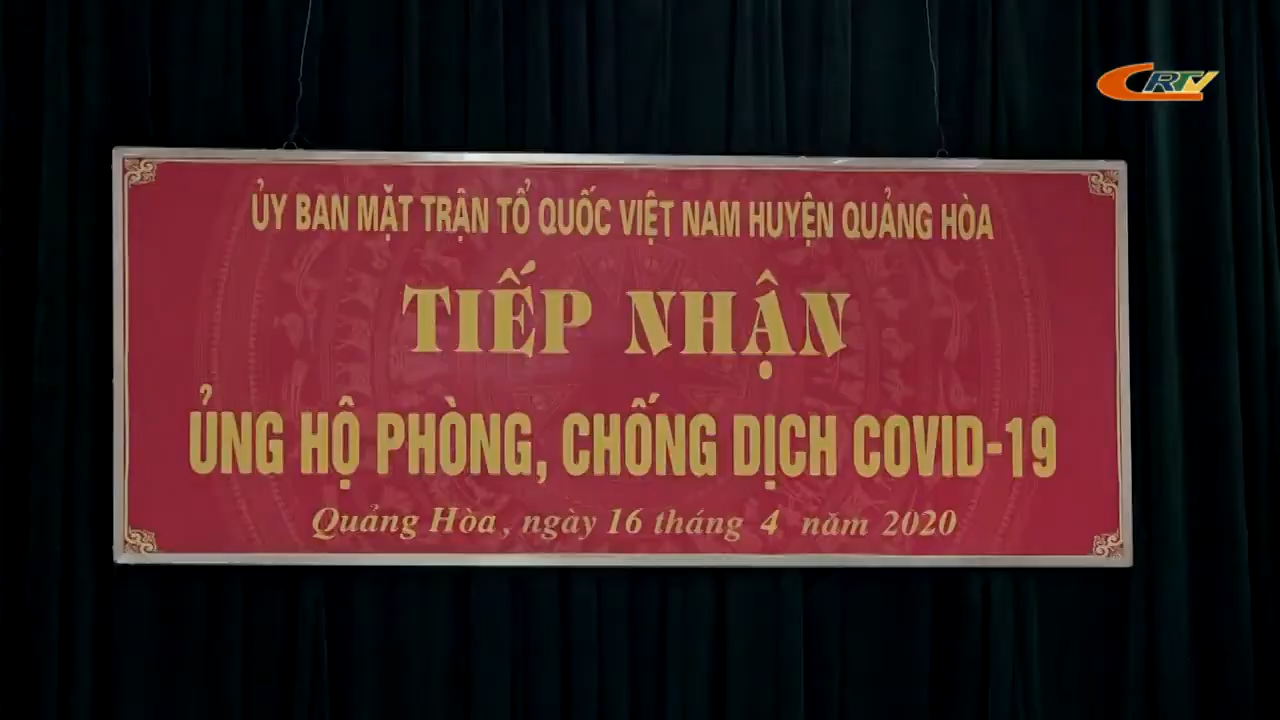 CRTV
ỦY BAN MẶT TRẬN TỔ QUỐC VIỆT NAM HUYỆN QUẢNG HÒA
TIẾP NHẬN
ỦNG HỘ PHÒNG, CHỐNG DỊCH COVID-19
Quảng Hòa, ngày 16 tháng 4 năm 2020